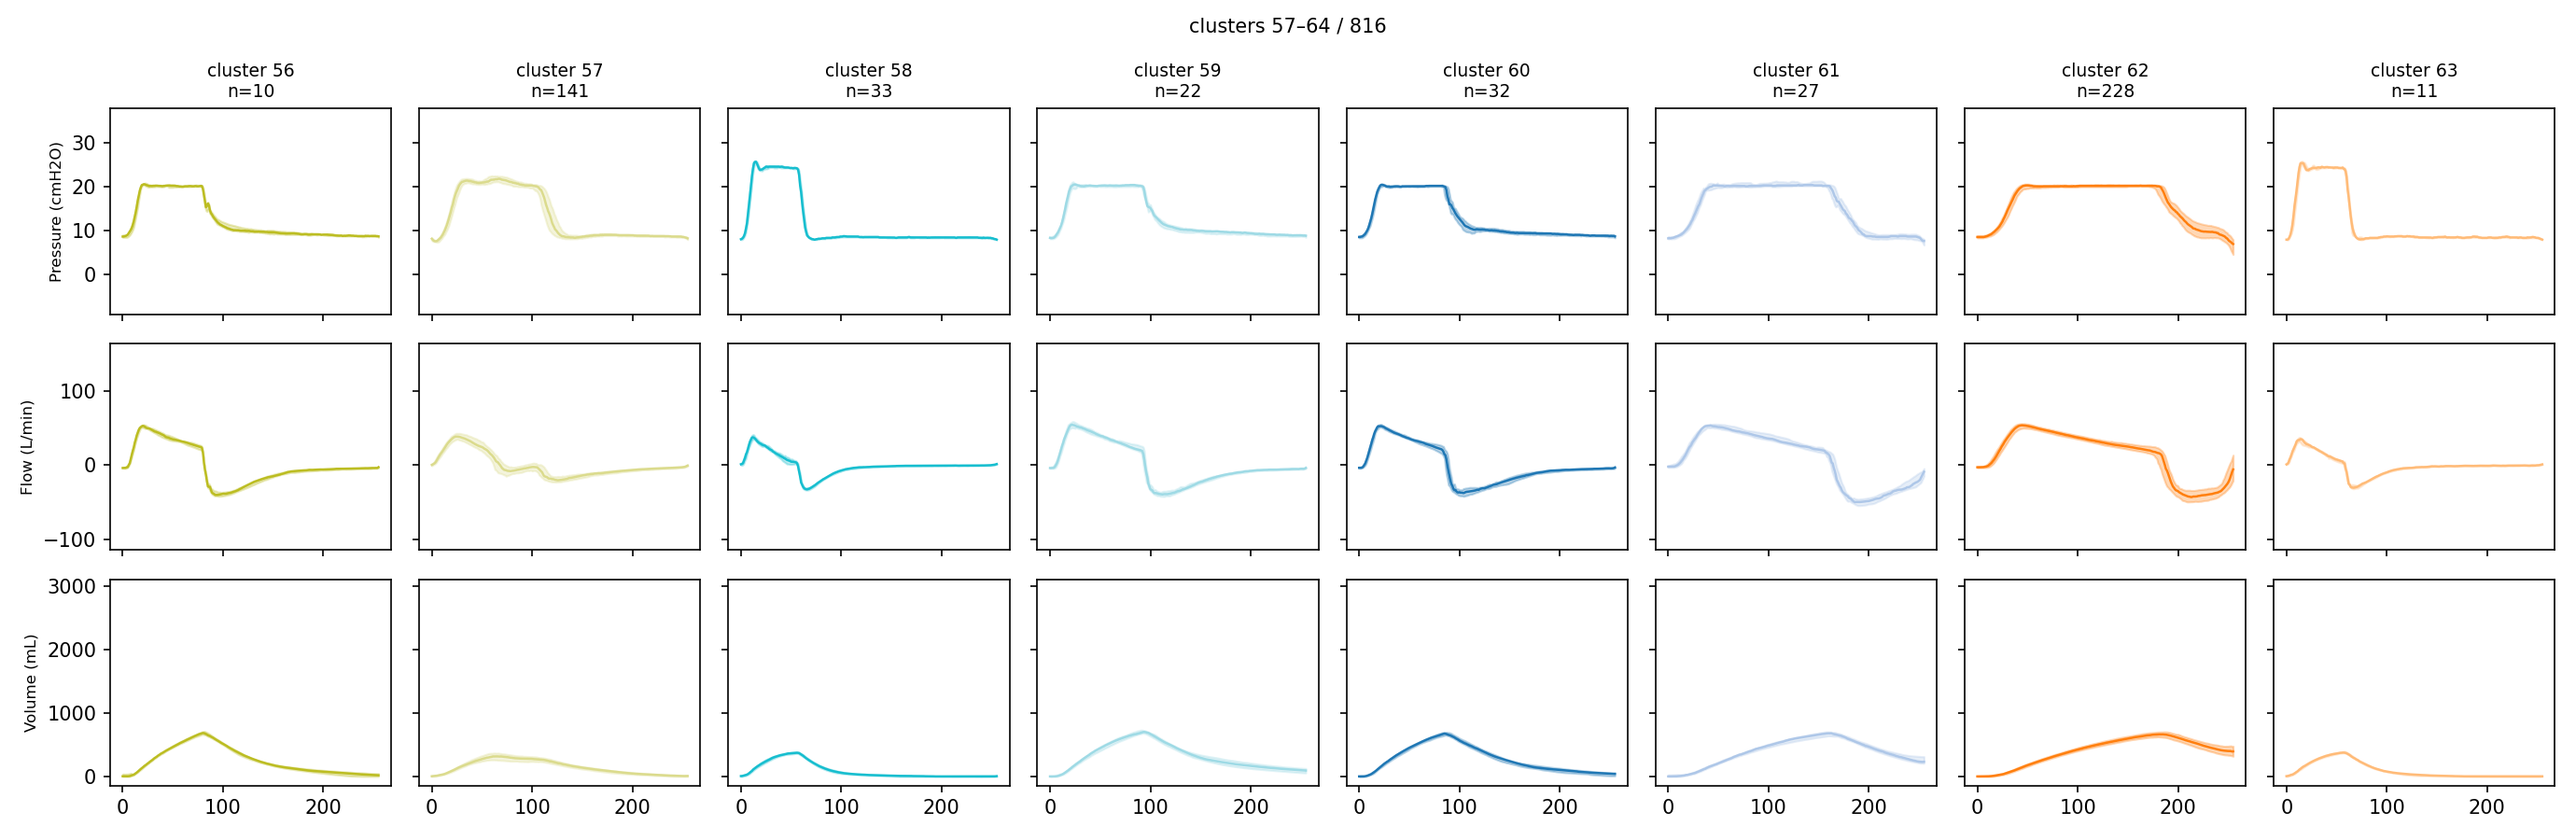 clusters 57–64 / 816
cluster 56
n=10
cluster 57
n=141
cluster 58
n=33
cluster 59
n=22
cluster 60
n=32
cluster 61
n=27
cluster 62
n=228
cluster 63
n=11
Pressure (cmH2O)
30
20
10
0
Flow (L/min)
100
0
−100
Volume (mL)
3000
2000
1000
0
0 100 200
0 100 200
0 100 200
0 100 200
0 100 200
0 100 200
0 100 200
0 100 200